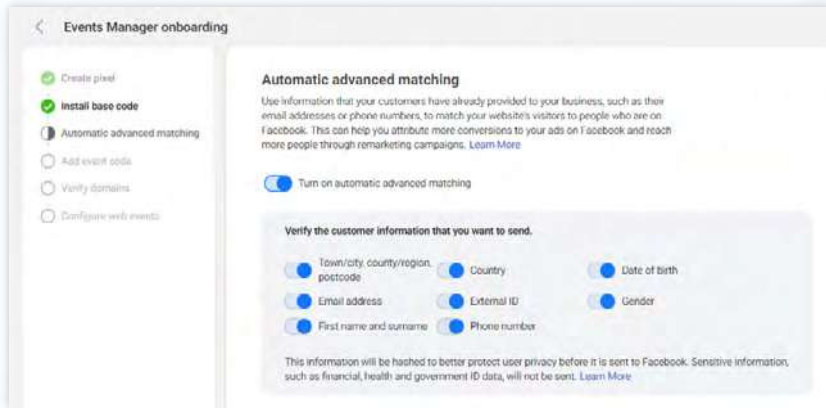 Events Manager onboarding
Create pixel
Install base code
Automatic advanced matching
Add event code
Verify domains
Configure web events
Automatic advanced matching
Use information that your customers have already provided to your business, such as their
email addresses or phone numbers, to match your website's visitors to people who are on
Facebook. This can help you attribute more conversions to your ads on Facebook and reach
more people through remarketing campaigns. Learn More
Turn on automatic advanced matching
Verify the customer information that you want to send.
Town/city, county/region,
postcode
Country
Date of birth
Email address
External ID
Gender
First name and surname
Phone number
This information will be hashed to better protect user privacy before it is sent to Facebook. Sensitive information,
such as financial, health and government ID data, will not be sent. Learn More